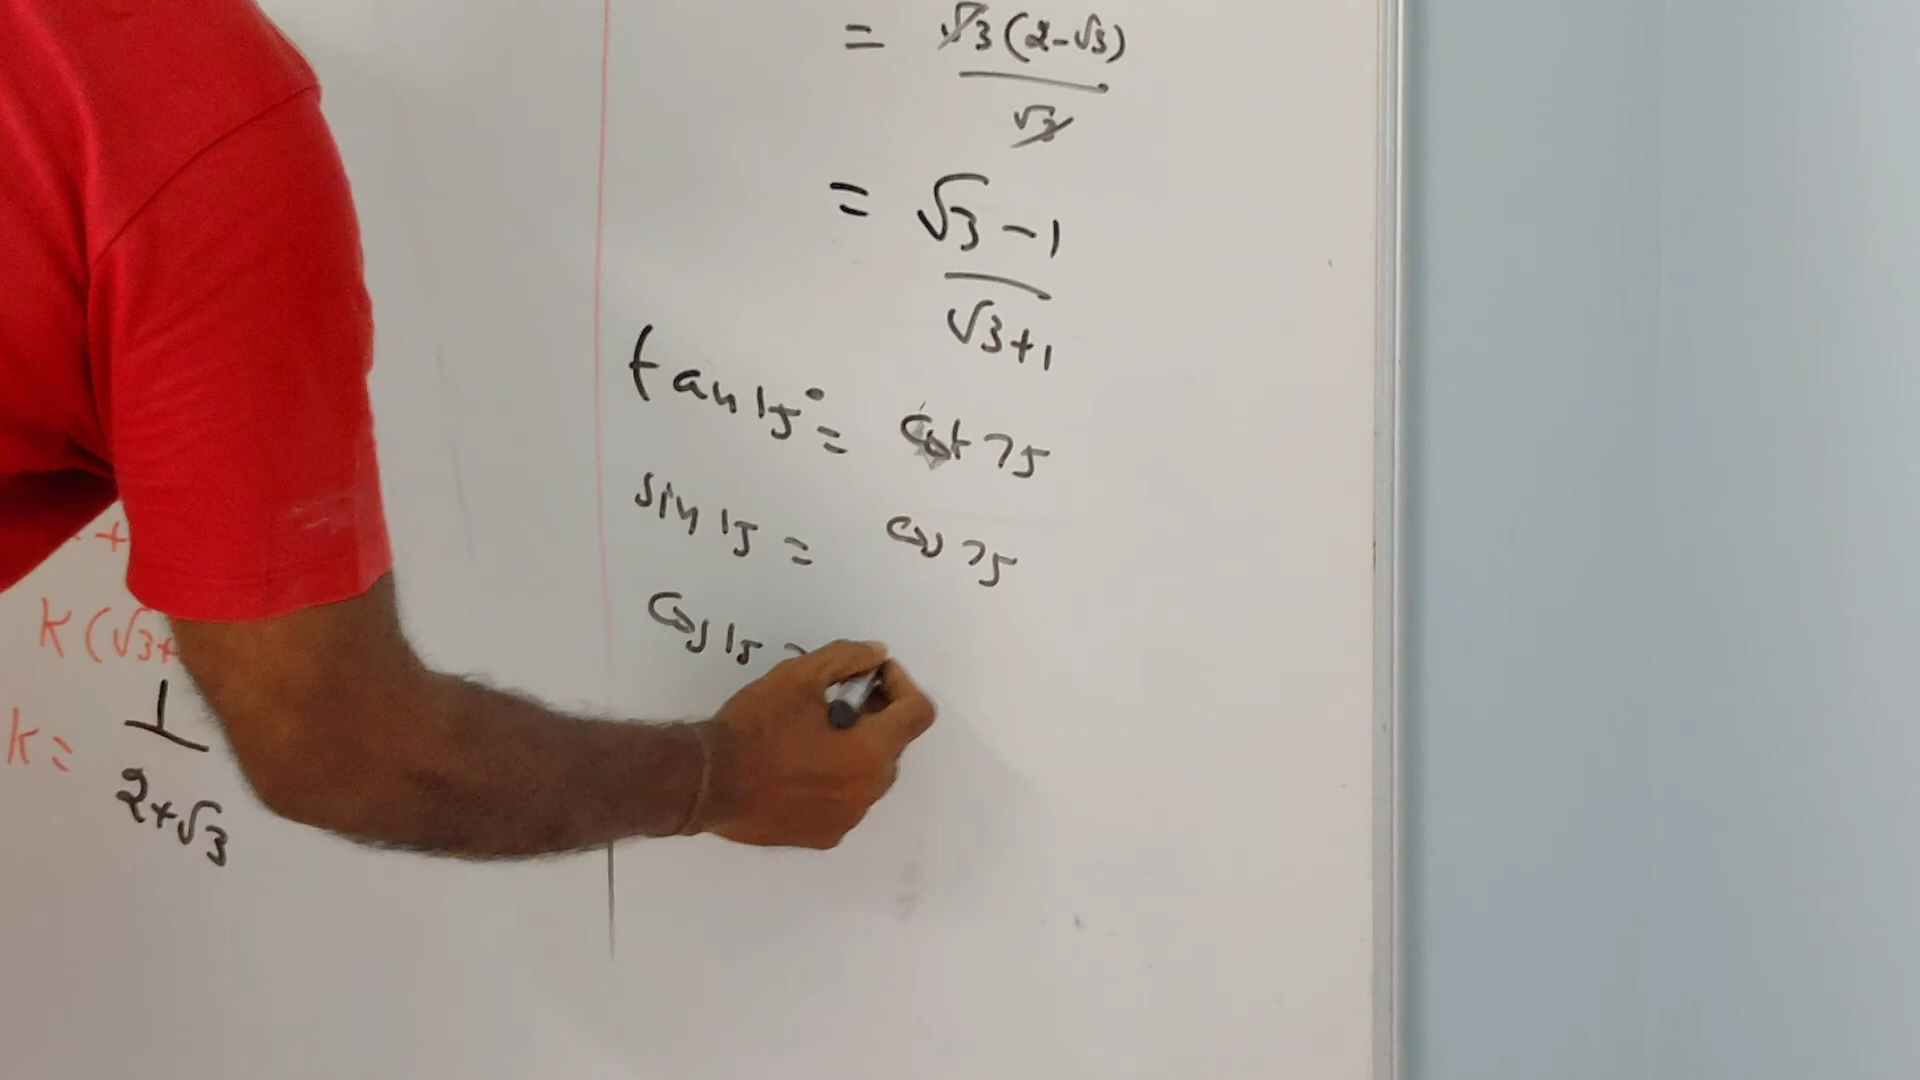 = √3(2-√3)
√3
= √3 - 1
√3+1
tan 15° = cot 75
sin 15 = cos 75
cos 15 =
+
K(√3+
K = 1
2+√3